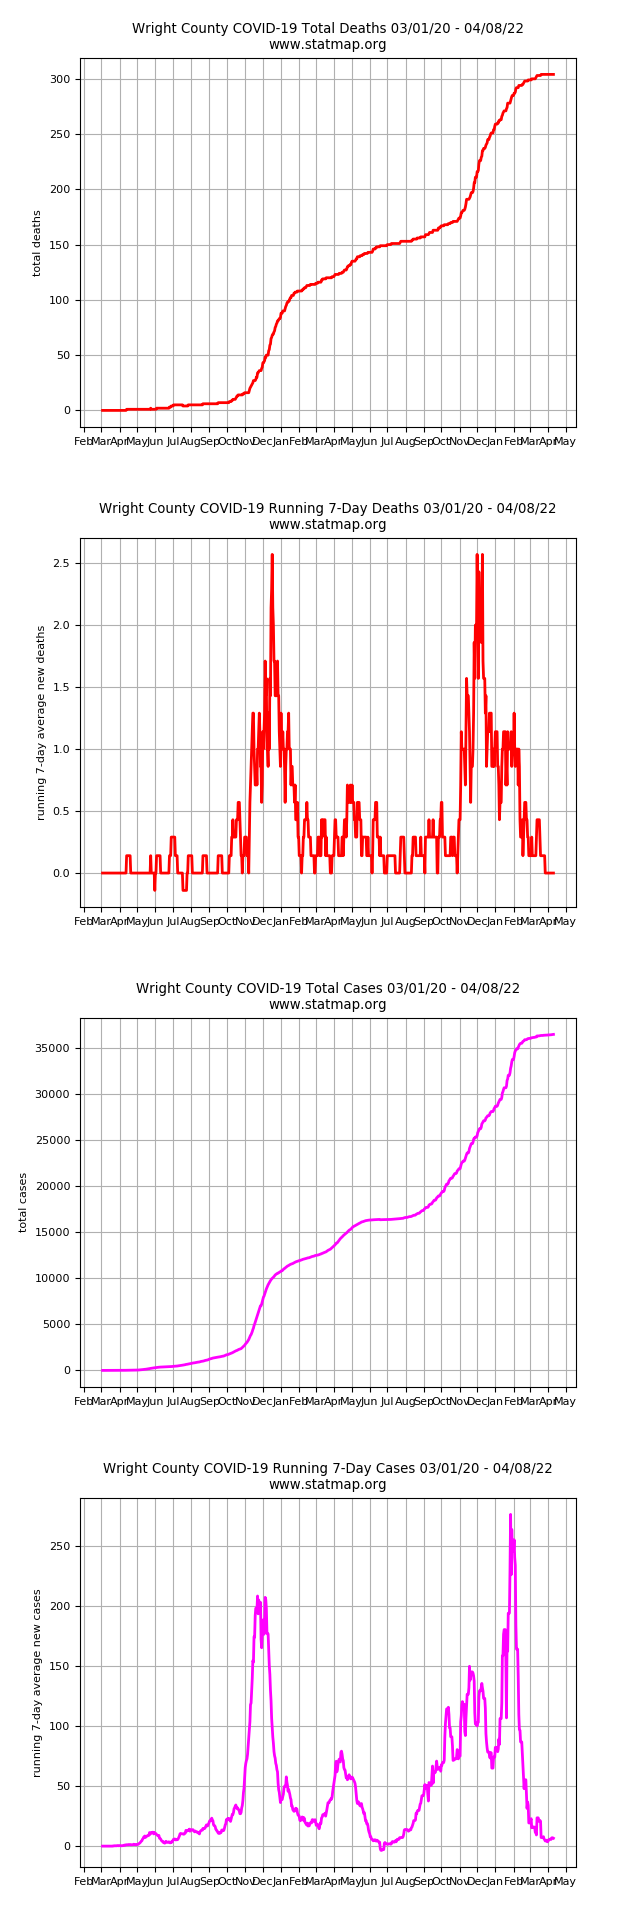 Wright County COVID-19 Total Deaths 03/01/20 - 04/08/22
www.statmap.org
total deaths
300
250
200
150
100
50
0
Feb Mar Apr May Jun Jul Aug Sep Oct Nov Dec Jan Feb Mar Apr May Jun Jul Aug Sep Oct Nov Dec Jan Feb Mar Apr May
Wright County COVID-19 Running 7-Day Deaths 03/01/20 - 04/08/22
www.statmap.org
running 7-day average new deaths
2.5
2.0
1.5
1.0
0.5
0.0
Feb Mar Apr May Jun Jul Aug Sep Oct Nov Dec Jan Feb Mar Apr May Jun Jul Aug Sep Oct Nov Dec Jan Feb Mar Apr May
Wright County COVID-19 Total Cases 03/01/20 - 04/08/22
www.statmap.org
total cases
35000
30000
25000
20000
15000
10000
5000
0
Feb Mar Apr May Jun Jul Aug Sep Oct Nov Dec Jan Feb Mar Apr May Jun Jul Aug Sep Oct Nov Dec Jan Feb Mar Apr May
Wright County COVID-19 Running 7-Day Cases 03/01/20 - 04/08/22
www.statmap.org
running 7-day average new cases
250
200
150
100
50
0
Feb Mar Apr May Jun Jul Aug Sep Oct Nov Dec Jan Feb Mar Apr May Jun Jul Aug Sep Oct Nov Dec Jan Feb Mar Apr May